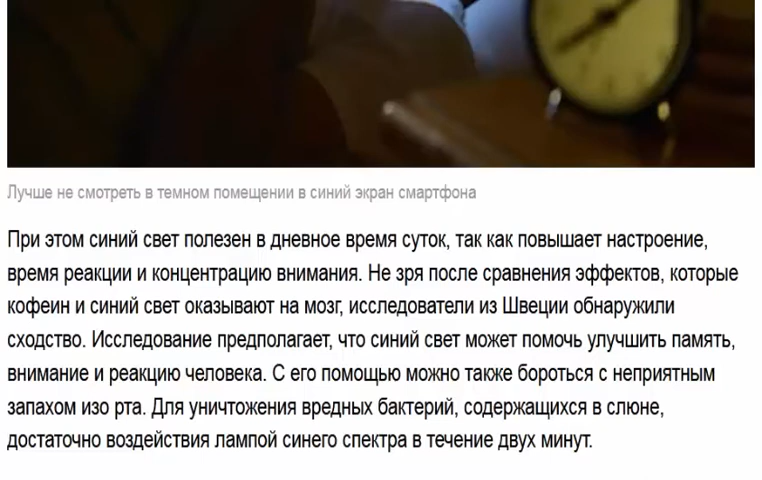 Лучше не смотреть в темном помещении в синий экран смартфона
При этом синий свет полезен в дневное время суток, так как повышает настроение,
время реакции и концентрацию внимания. Не зря после сравнения эффектов, которые
кофеин и синий свет оказывают на мозг, исследователи из Швеции обнаружили
сходство. Исследование предполагает, что синий свет может помочь улучшить память,
внимание и реакцию человека. С его помощью можно также бороться с неприятным
запахом изо рта. Для уничтожения вредных бактерий, содержащихся в слюне,
достаточно воздействия лампой синего спектра в течение двух минут.